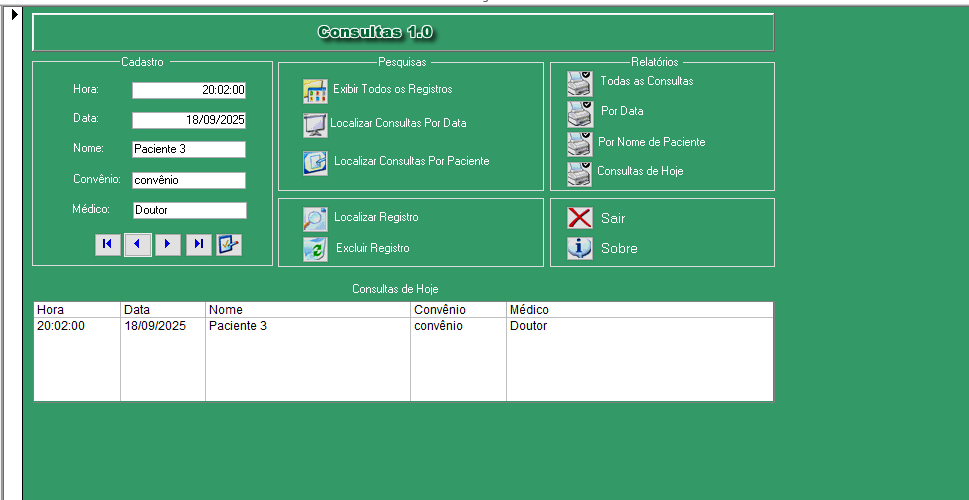 Consultas 1.0
Cadastro
Hora: 20:02:00
Data: 18/09/2025
Nome: Paciente 3
Convênio: convênio
Médico: Doutor
Pesquisas
Exibir Todos os Registros
Localizar Consultas Por Data
Localizar Consultas Por Paciente
Relatórios
Todas as Consultas
Por Data
Por Nome de Paciente
Consultas de Hoje
Localizar Registro
Excluir Registro
Sair
Sobre
Consultas de Hoje
Hora Data Nome Convênio Médico
20:02:00 18/09/2025 Paciente 3 convênio Doutor